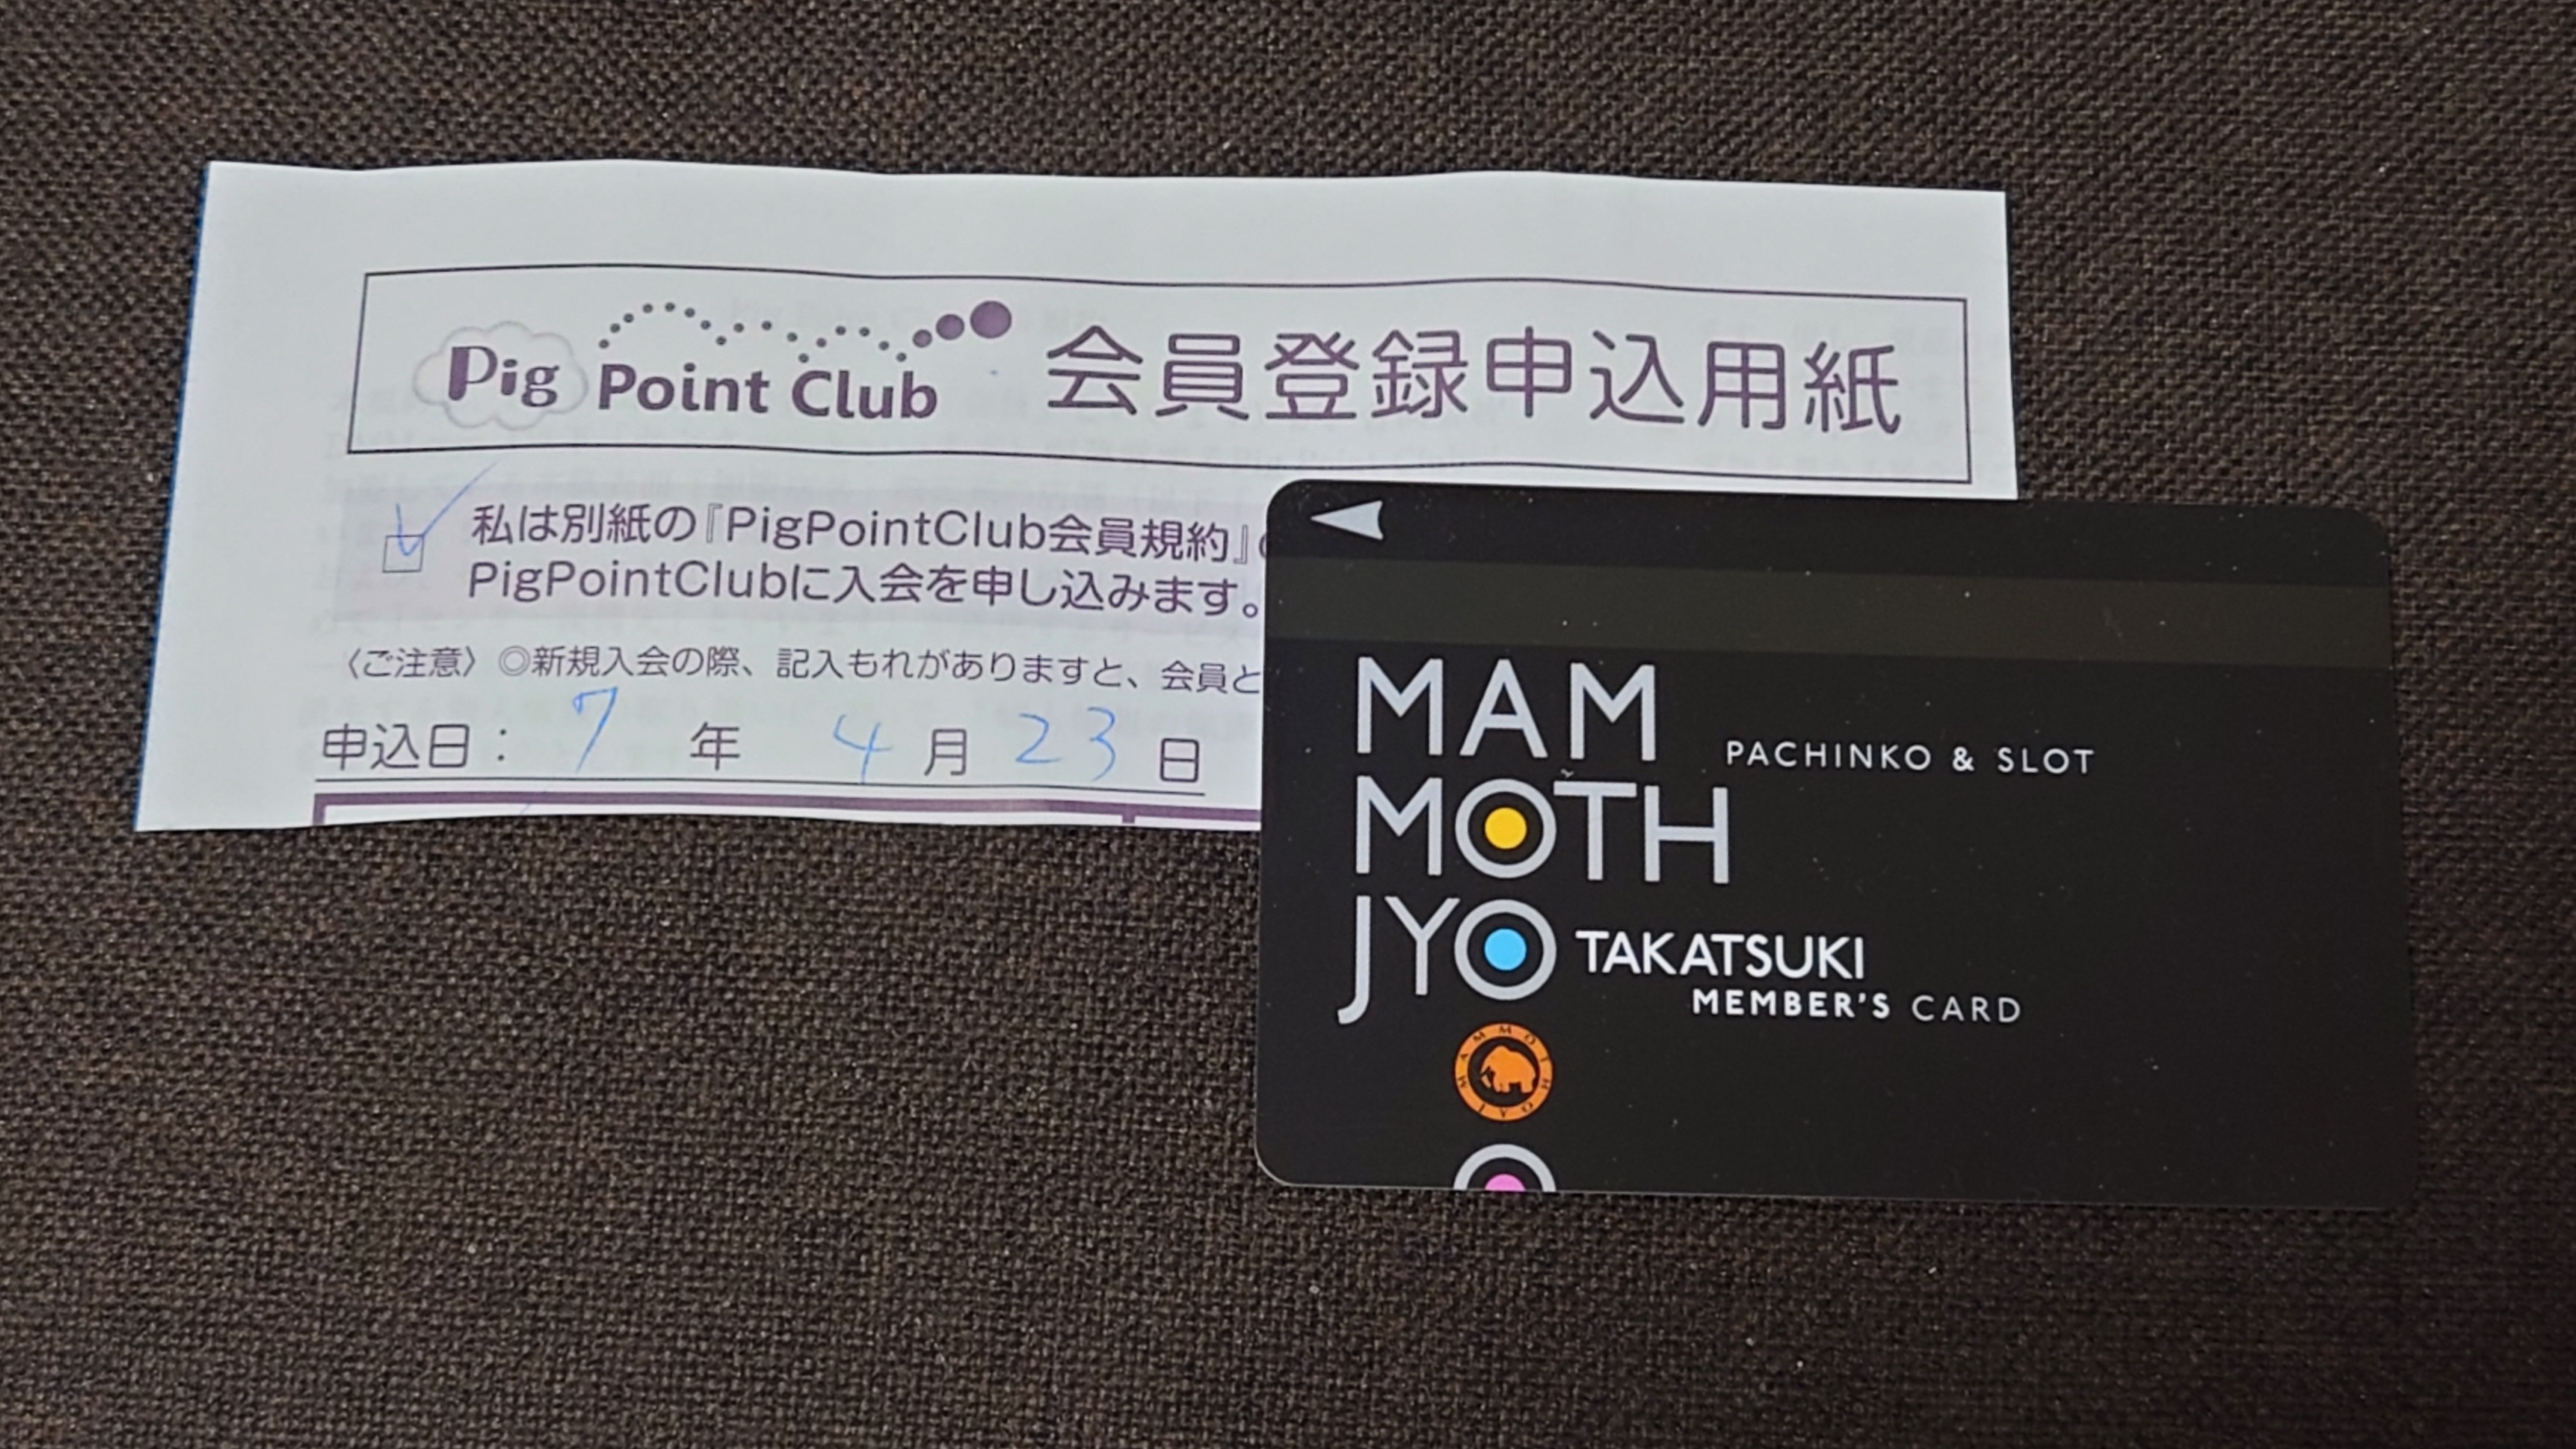 Pig Point Club 会員登録申込用紙
私は別紙の『PigPointClub会員規約』
PigPointClubに入会を申し込みます。
〈ご注意〉◎新規入会の際、記入もれがありますと、会員と
申込日： 7 年 4 月 23 日
MAM
PACHINKO & SLOT
MOTH
JYO TAKATSUKI
MEMBER'S CARD
MAMMOTH JYO